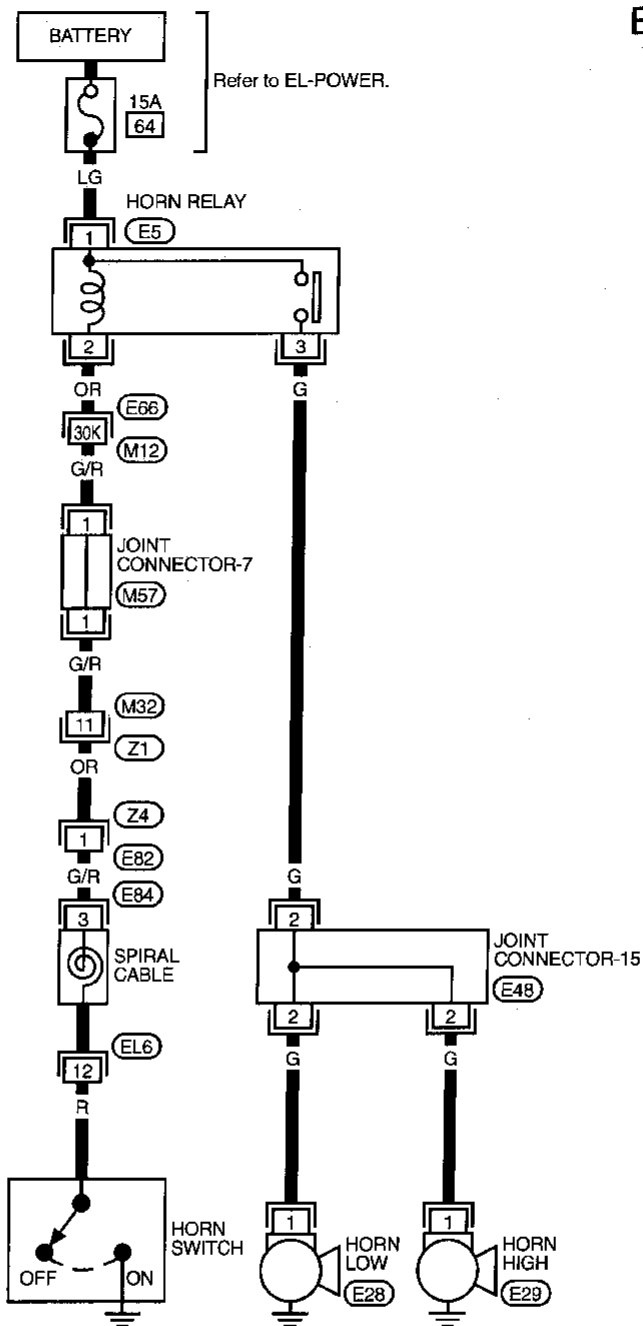 E
BATTERY
Refer to EL-POWER.
15A
64
LG
HORN RELAY
1
E5
2
3
OR
G
E66
30K
M12
G/R
1
JOINT
CONNECTOR-7
M57
1
G/R
M32
11
Z1
OR
Z4
1
E82
G/R
E84
3
SPIRAL
CABLE
EL6
12
R
HORN
SWITCH
OFF
ON
G
2
JOINT
CONNECTOR-15
E48
2
2
G
G
1
HORN
LOW
E28
1
HORN
HIGH
E29